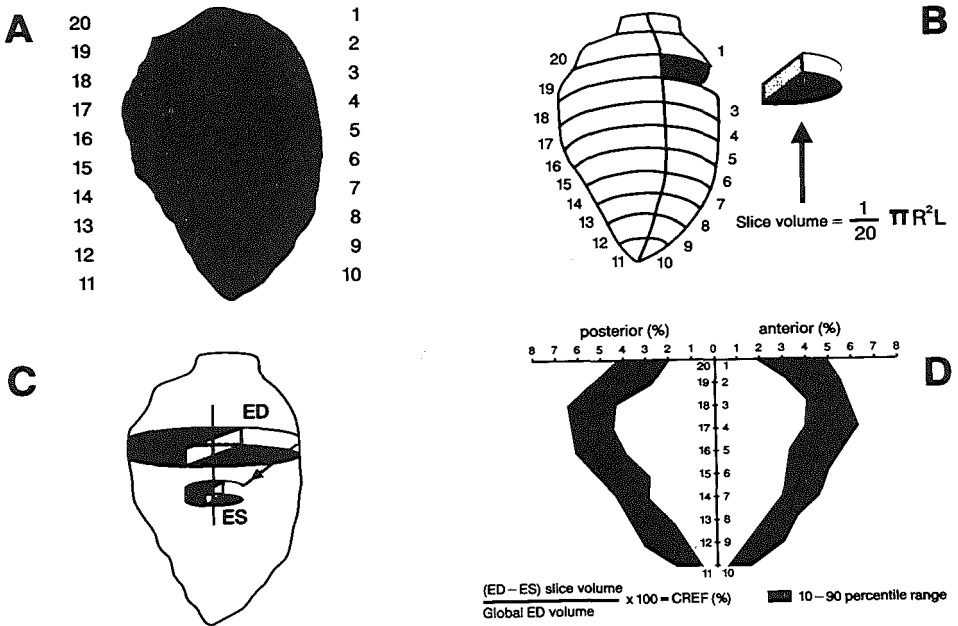 A
20 1
19 2
18 3
17 4
16 5
15 6
14 7
13 8
12 9
11 10
B
20 1
19
18 3
17 4
16 5
15 6
14 7
13 8
12 9
11 10
Slice volume = 1/20 πR²L
C
ED
ES
D
posterior (%) anterior (%)
8 7 6 5 4 3 2 1 0 1 2 3 4 5 6 7 8
20 1
19 2
18 3
17 4
16 5
15 6
14 7
13 8
12 9
11 10
(ED – ES) slice volume
Global ED volume
x 100 = CREF (%)
10 – 90 percentile range